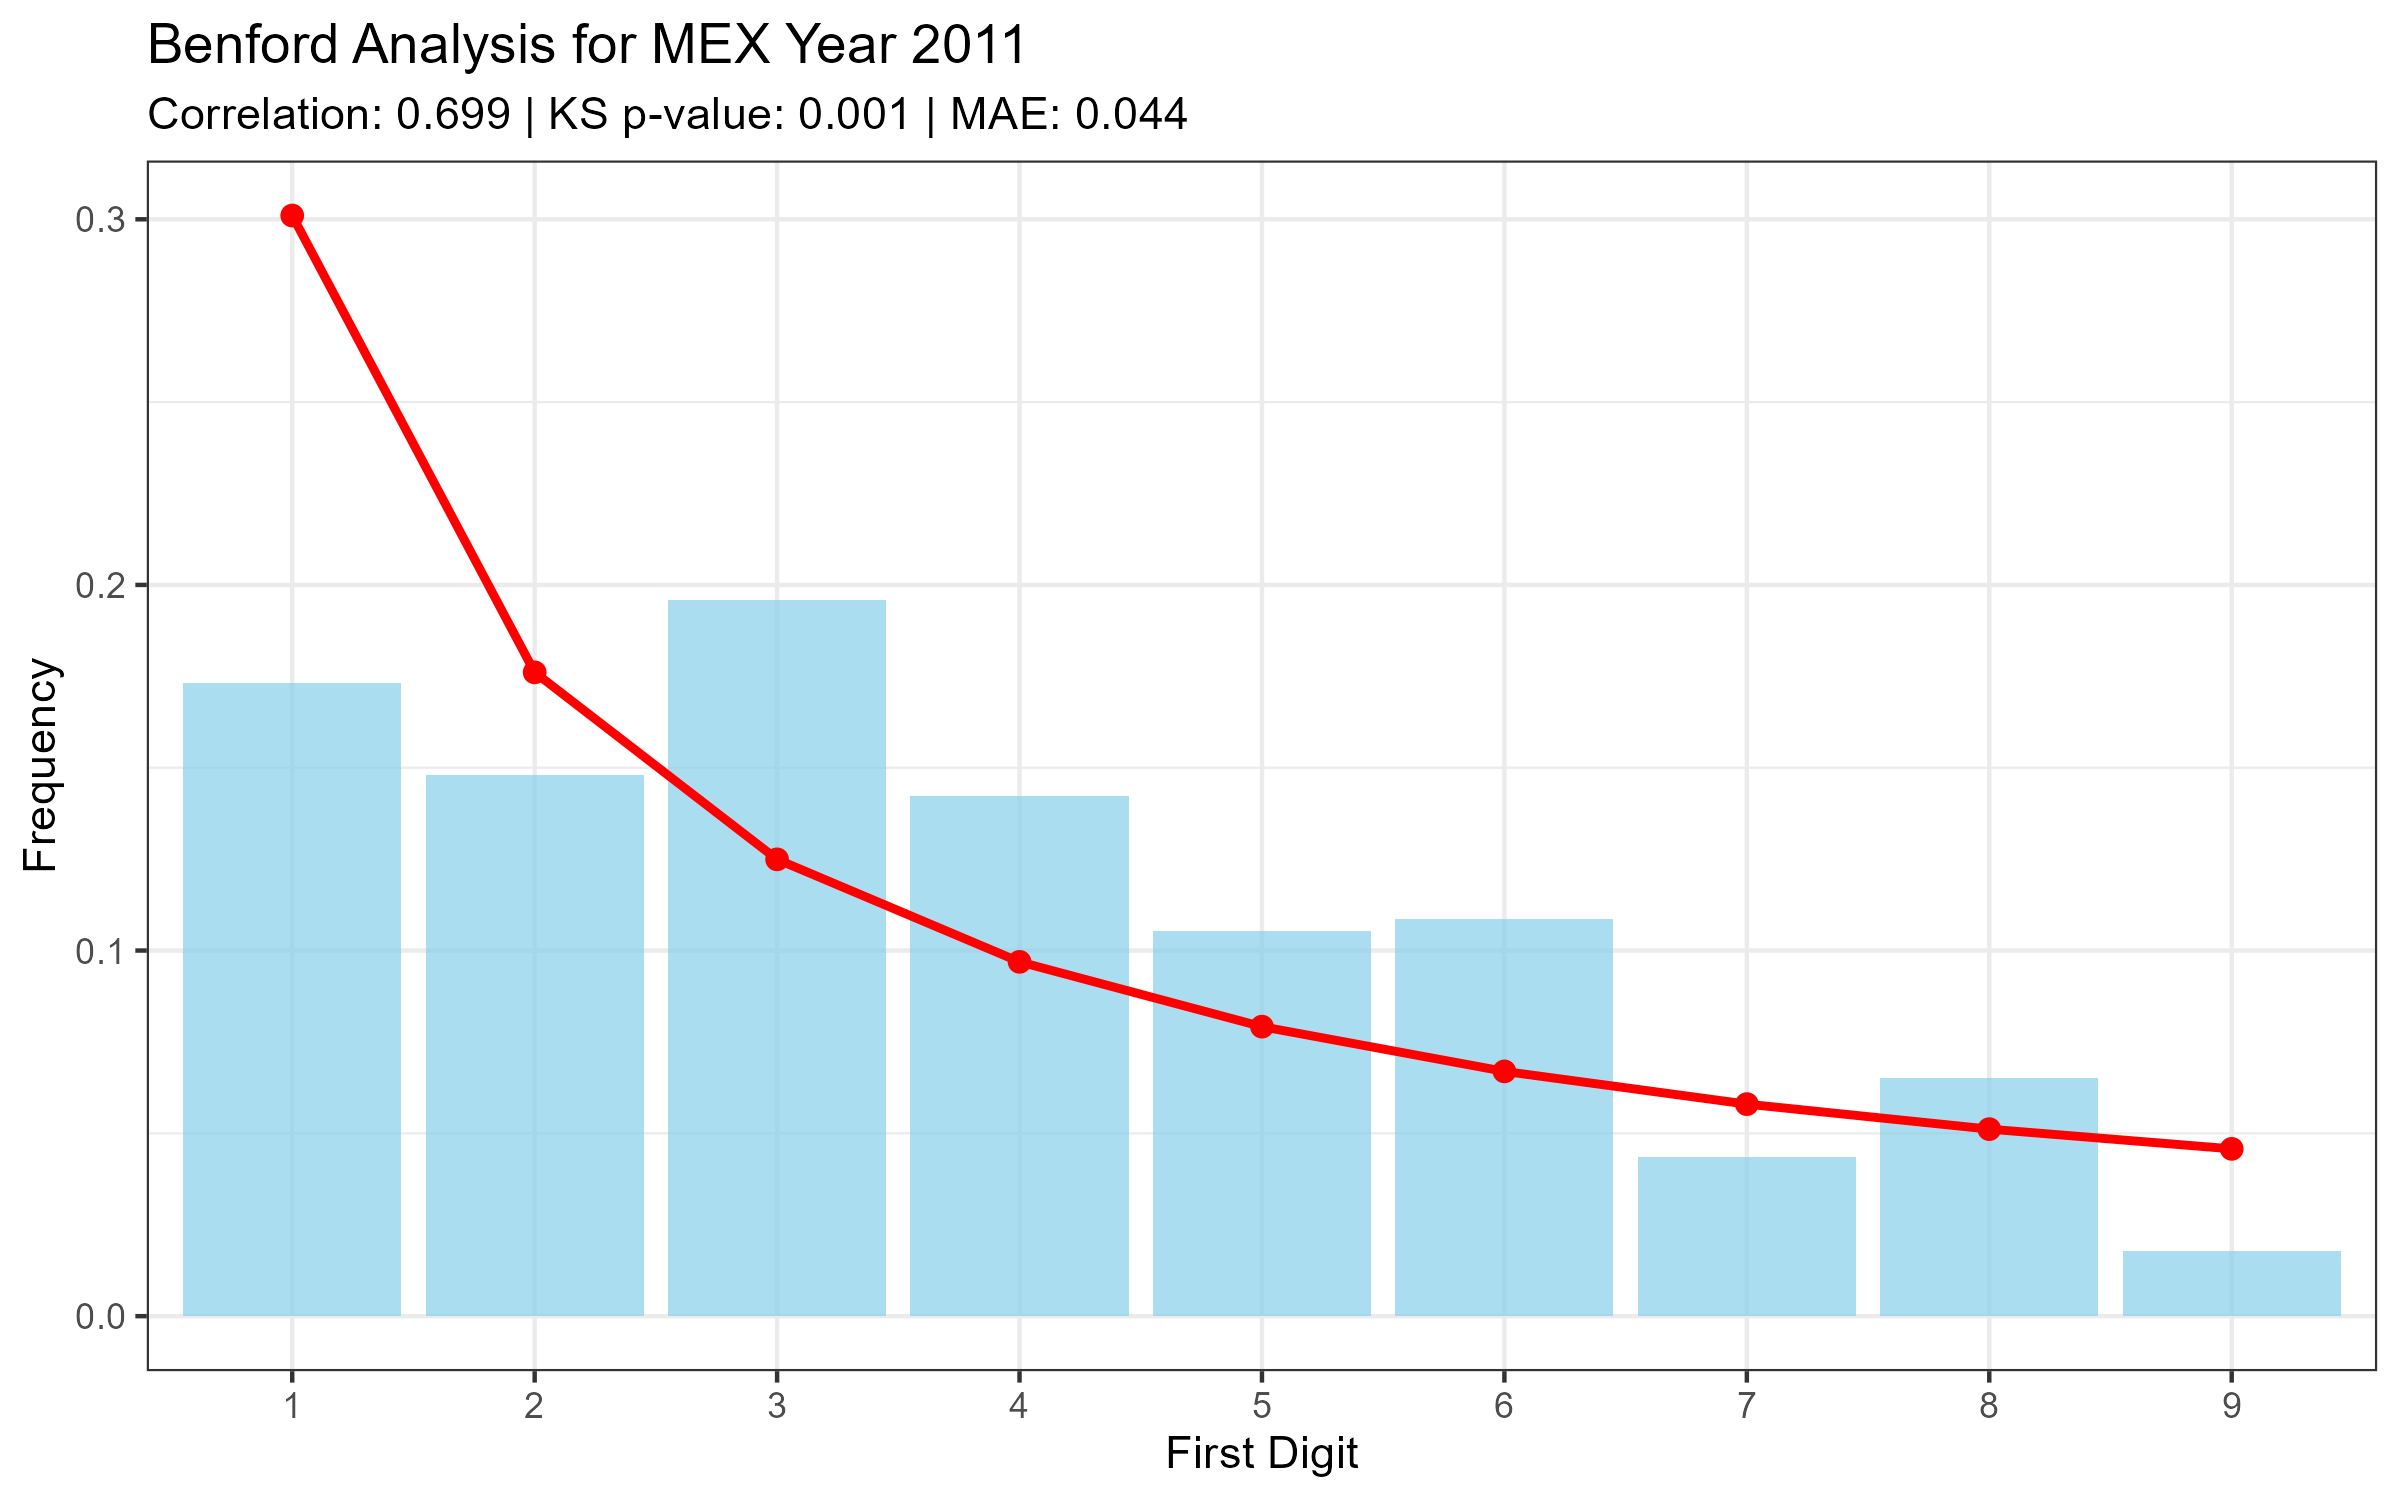 Benford Analysis for MEX Year 2011
Correlation: 0.699 | KS p-value: 0.001 | MAE: 0.044
Frequency
0.3
0.2
0.1
0.0
1 2 3 4 5 6 7 8 9
First Digit